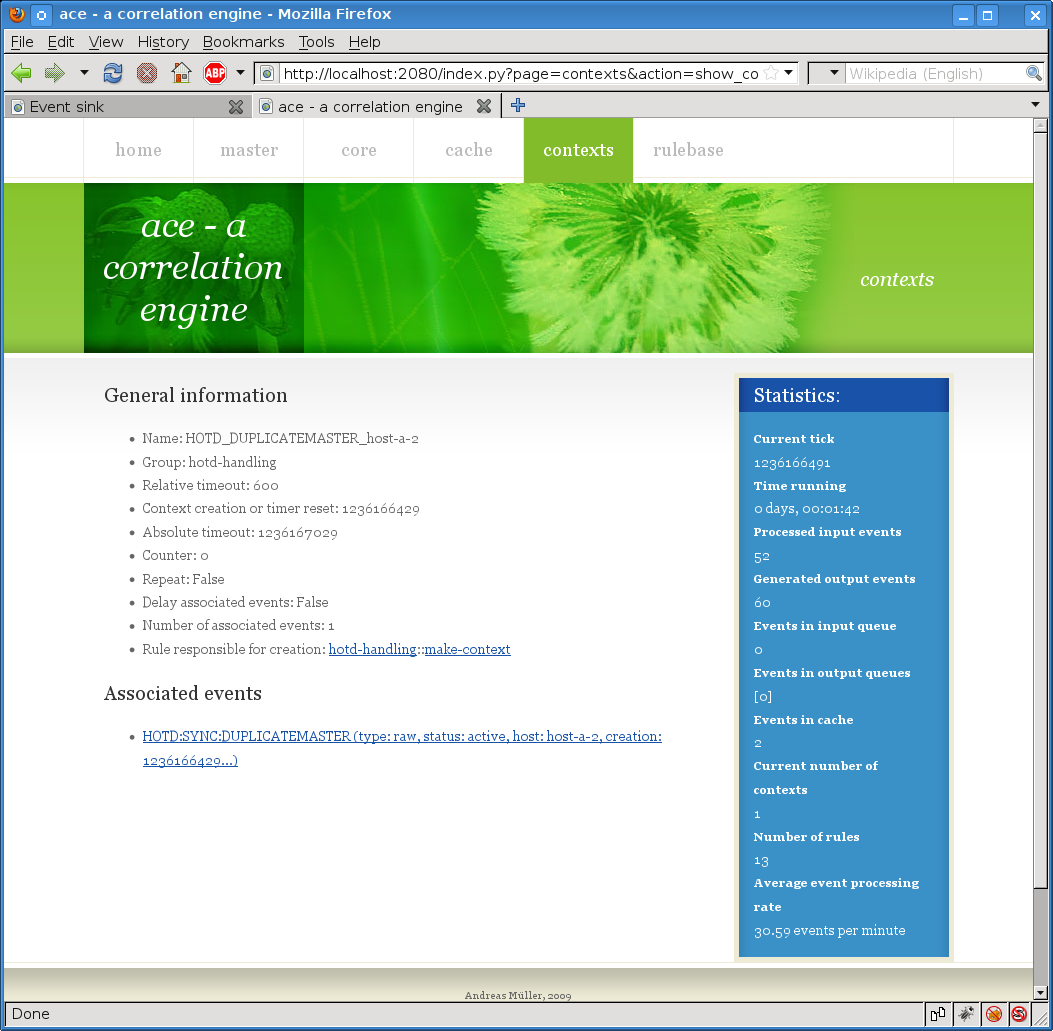 ace - a correlation engine - Mozilla Firefox
File Edit View History Bookmarks Tools Help
ABP http://localhost:2080/index.py?page=contexts&action=show_co Wikipedia (English)
Event sink ace - a correlation engine
home master core cache contexts rulebase
ace - a
correlation
engine
contexts
General information
Name: HOTD_DUPLICATEMASTER_host-a-2
Group: hotd-handling
Relative timeout: 600
Context creation or timer reset: 1236166429
Absolute timeout: 1236167029
Counter: 0
Repeat: False
Delay associated events: False
Number of associated events: 1
Rule responsible for creation: hotd-handling::make-context
Associated events
HOTD:SYNC:DUPLICATEMASTER (type: raw, status: active, host: host-a-2, creation:
1236166429...)
Statistics:
Current tick
1236166491
Time running
0 days, 00:01:42
Processed input events
52
Generated output events
60
Events in input queue
0
Events in output queues
[0]
Events in cache
2
Current number of
contexts
1
Number of rules
13
Average event processing
rate
30.59 events per minute
Andreas Müller, 2009
Done